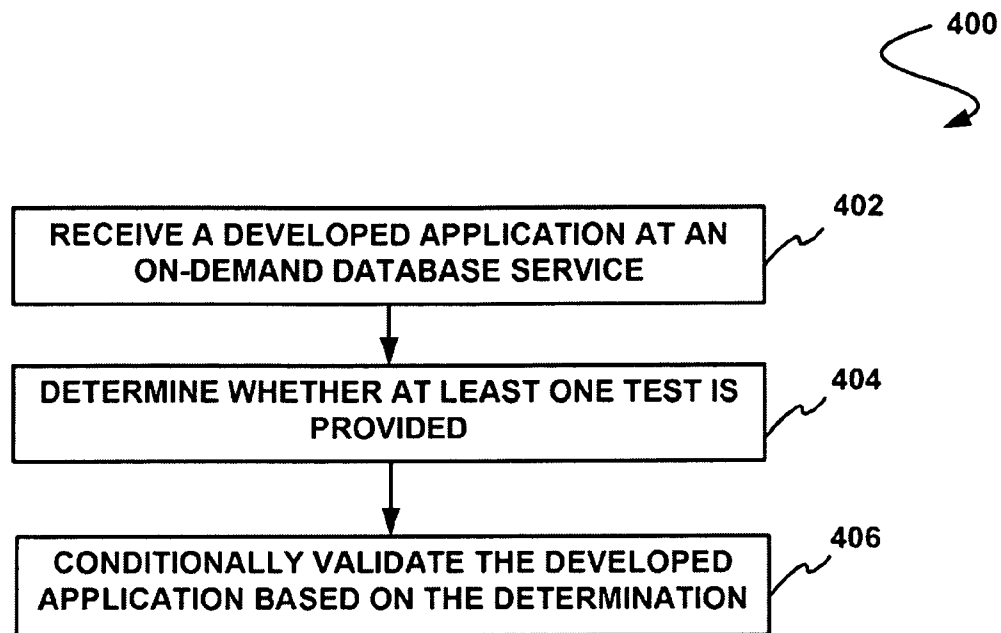 400
402
RECEIVE A DEVELOPED APPLICATION AT AN
ON-DEMAND DATABASE SERVICE
404
DETERMINE WHETHER AT LEAST ONE TEST IS
PROVIDED
406
CONDITIONALLY VALIDATE THE DEVELOPED
APPLICATION BASED ON THE DETERMINATION